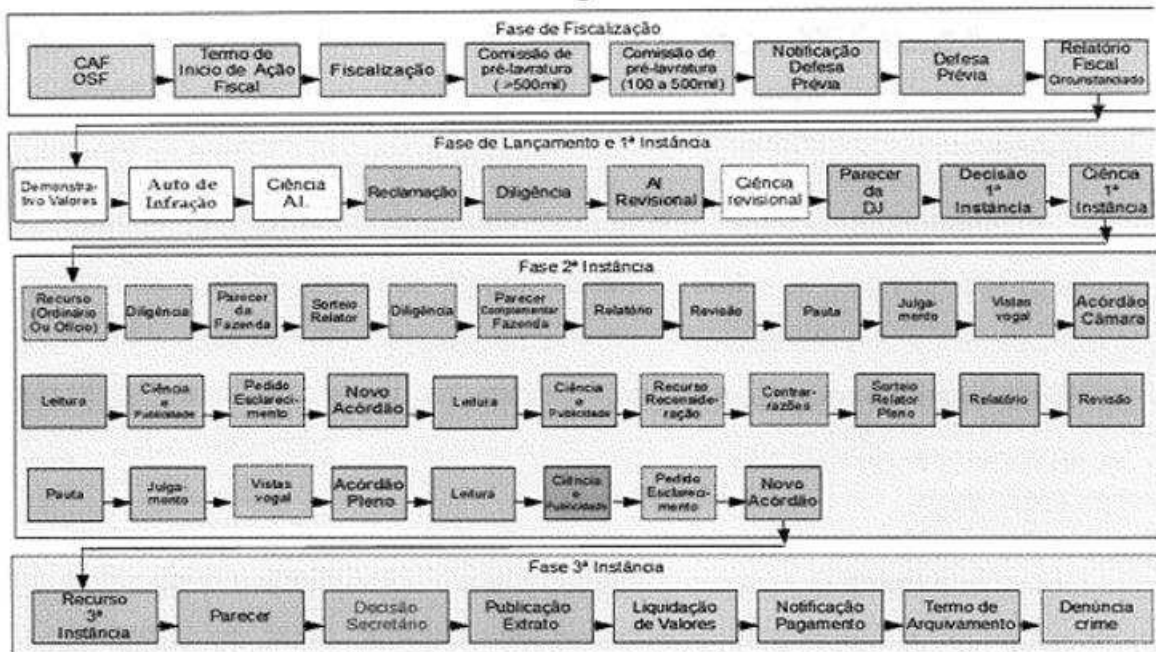 Fase de Fiscalização
CAF
OSF
Termo de
Inicio de Ação
Fiscal
Fiscalização
Comissão de
pré-lavratura
(>500mil)
Comissão de
pré-lavratura
(100 a 500mil)
Notificação
Defesa
Prévia
Defesa
Prévia
Relatório
Fiscal
Circunstanciado
Fase de Lançamento e 1ª Instância
Demonstra-
tivo Valores
Auto de
Infração
Ciência
A.I.
Reclamação
Diligência
AI
Revisional
Ciência
revisional
Parecer
da
DJ
Decisão
1ª
Instância
Ciência
1ª
Instância
Fase 2ª Instância
Recurso
(Ordinário
Ou Ofício)
Diligência
Parecer
da
Fazenda
Sorteio
Relator
Diligência
Parecer
Complementar
Fazenda
Relatório
Revisão
Pauta
Julga-
mento
Vistas
vogal
Acórdão
Câmara
Leitura
Ciência
e
Publicidade
Pedido
Esclareci-
mento
Novo
Acórdão
Leitura
Ciência
e
Publicidade
Recurso
Reconside-
ração
Contrar-
razões
Sorteio
Relator
Pleno
Relatório
Revisão
Pauta
Julga-
mento
Vistas
vogal
Acórdão
Pleno
Leitura
Ciência
e
Publicidade
Pedido
Esclareci-
mento
Novo
Acórdão
Fase 3ª Instância
Recurso
3ª
Instância
Parecer
Decisão
Secretário
Publicação
Extrato
Liquidação
de Valores
Notificação
Pagamento
Termo de
Arquivamento
Denúncia
crime